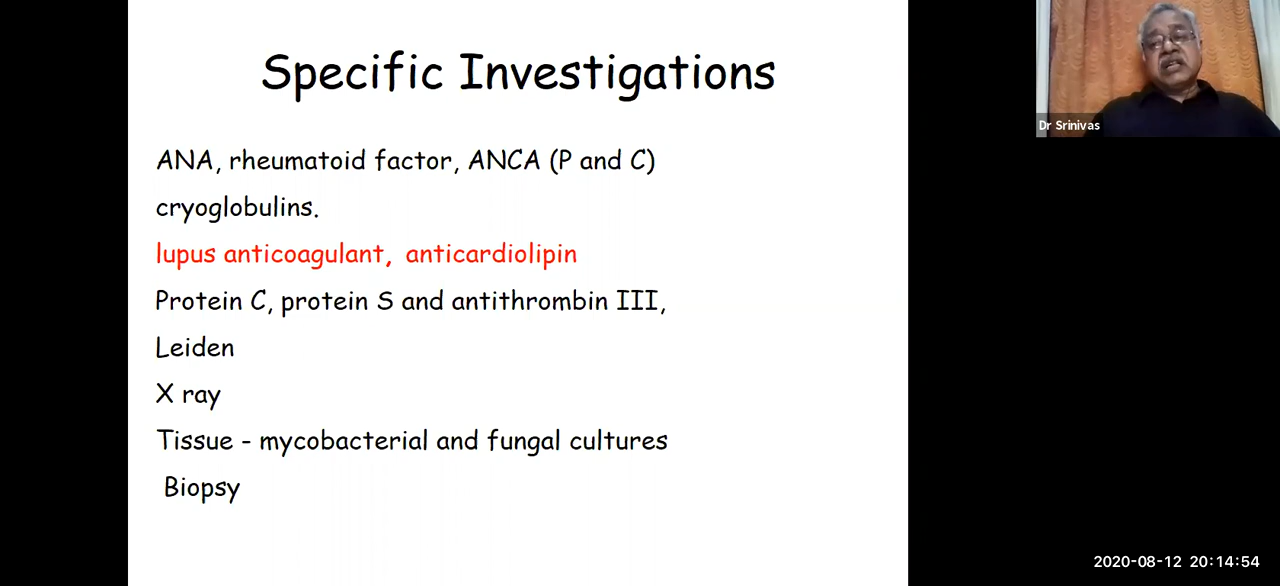 Specific Investigations
ANA, rheumatoid factor, ANCA (P and C)
cryoglobulins.
lupus anticoagulant, anticardiolipin
Protein C, protein S and antithrombin III,
Leiden
X ray
Tissue - mycobacterial and fungal cultures
Biopsy
Dr Srinivas
2020-08-12 20:14:54